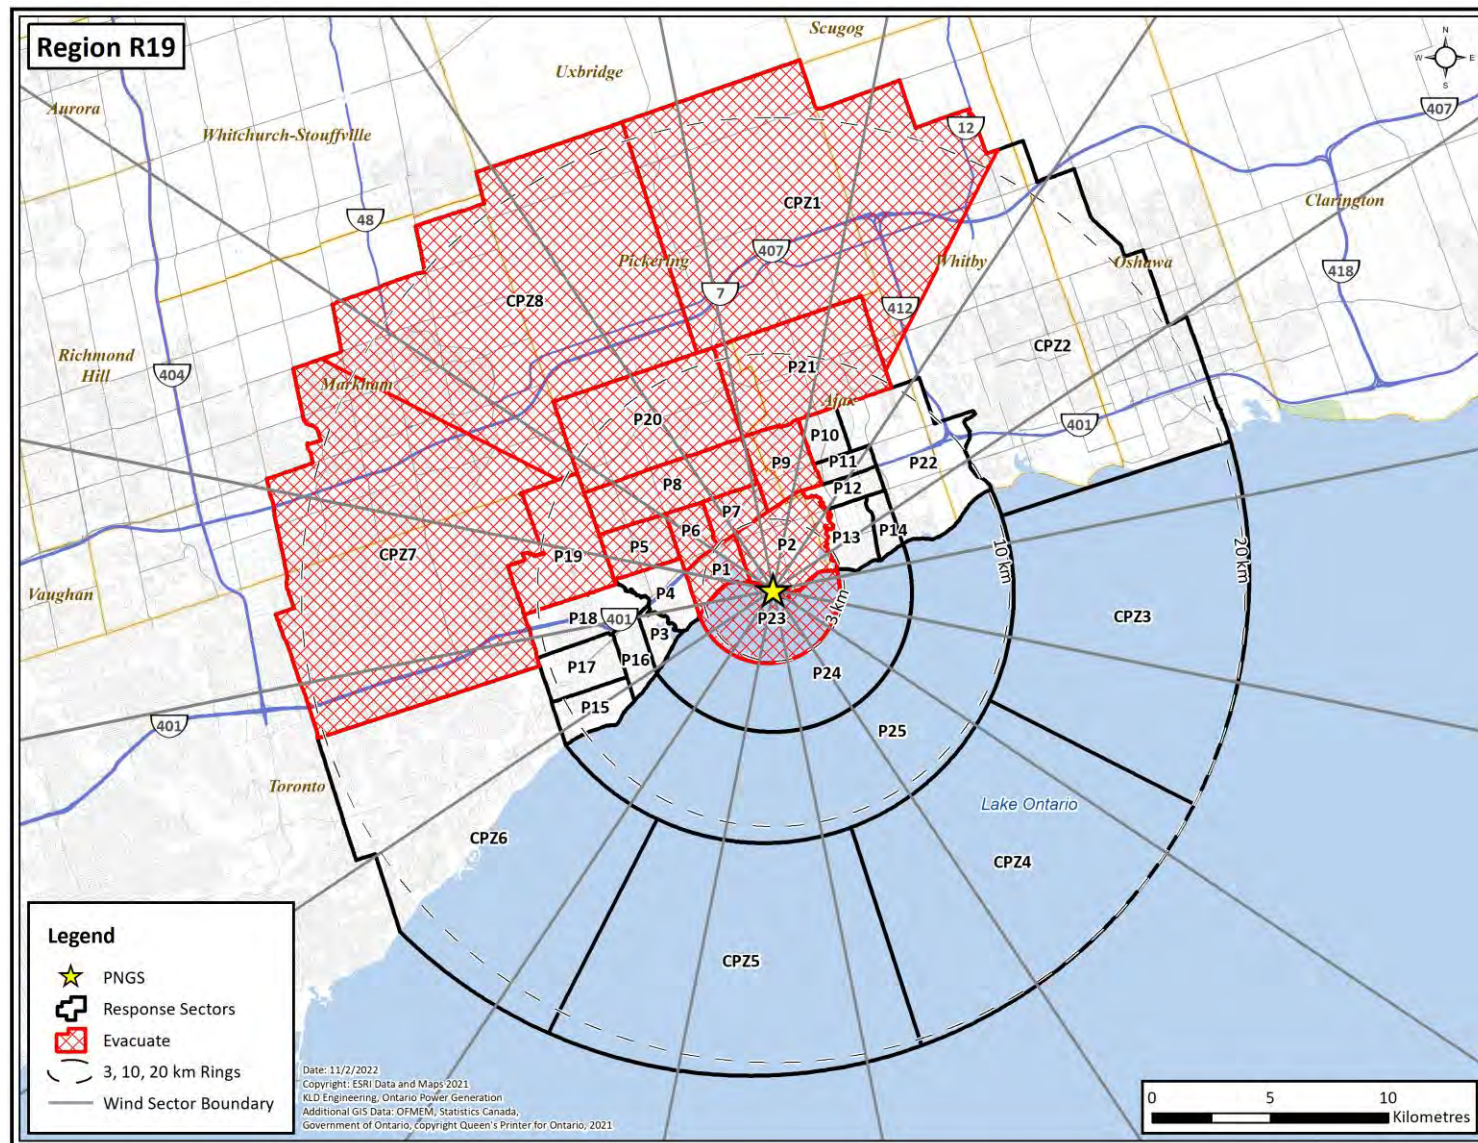 Region R19
Scugog
Uxbridge
N
W E
S
Aurora
Whitchurch-Stouffville
12
407
48
CPZ1
Clarington
407
Pickering
Whitby
Oshawa
418
7
CPZ8
412
Richmond
Hill
404
Markham
CPZ2
P21
Ajax
P20
P10
401
P9
P11
P22
P8
P12
P7
P6
P13
P14
CPZ7
P19
P5
P2
10 km
20 km
P1
Vaughan
P4
3 km
P18
401
P23
CPZ3
P3
P17
P16
P24
P15
401
P25
Toronto
Lake Ontario
CPZ6
CPZ4
CPZ5
Legend
PNGS
Response Sectors
Evacuate
3, 10, 20 km Rings
Wind Sector Boundary
Date: 11/2/2022
Copyright: ESRI Data and Maps 2021
KLD Engineering, Ontario Power Generation
Additional GIS Data: OFMEM, Statistics Canada,
Government of Ontario, copyright Queen's Printer for Ontario, 2021
0 5 10
Kilometres